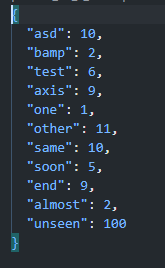 {
"asd": 10,
"bamp": 2,
"test": 6,
"axis": 9,
"one": 1,
"other": 11,
"same": 10,
"soon": 5,
"end": 9,
"almost": 2,
"unseen": 100
}